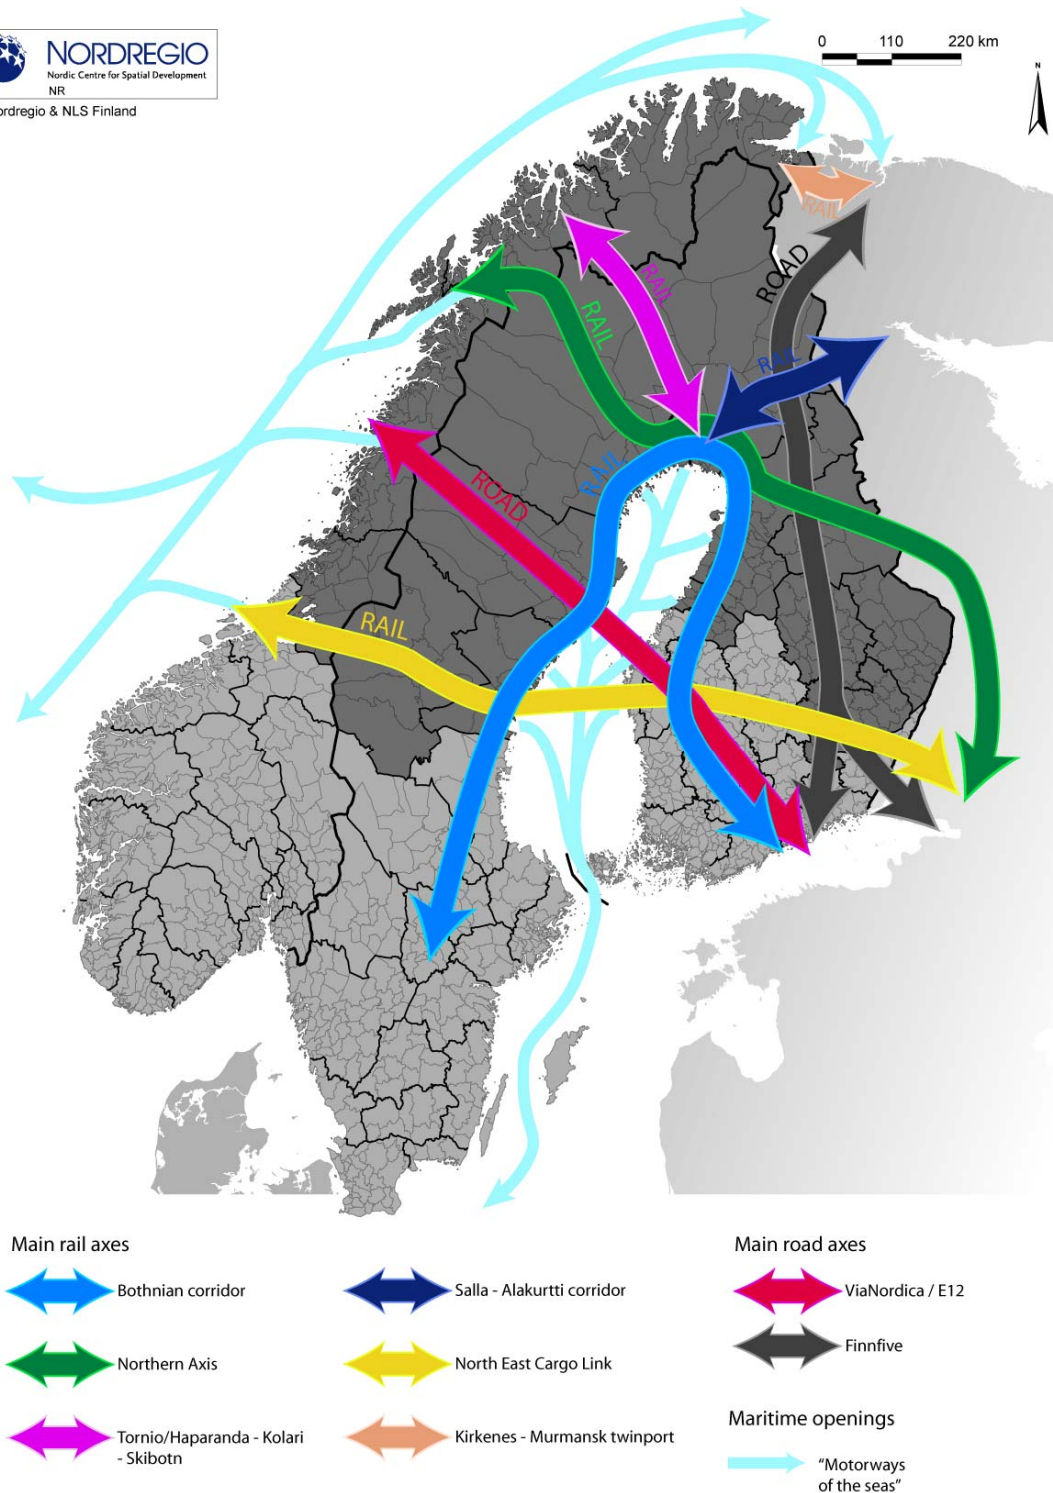 NORDREGIO
Nordic Centre for Spatial Development
NR
ordregio & NLS Finland
0 110 220 km
N
RAIL
ROAD
RAIL
RAIL
RAIL
RAIL
ROAD
RAIL
Main rail axes
Bothnian corridor
Northern Axis
Tornio/Haparanda - Kolari
- Skibotn
Salla - Alakurtti corridor
North East Cargo Link
Kirkenes - Murmansk twinport
Main road axes
ViaNordica / E12
Finnfive
Maritime openings
“Motorways
of the seas”